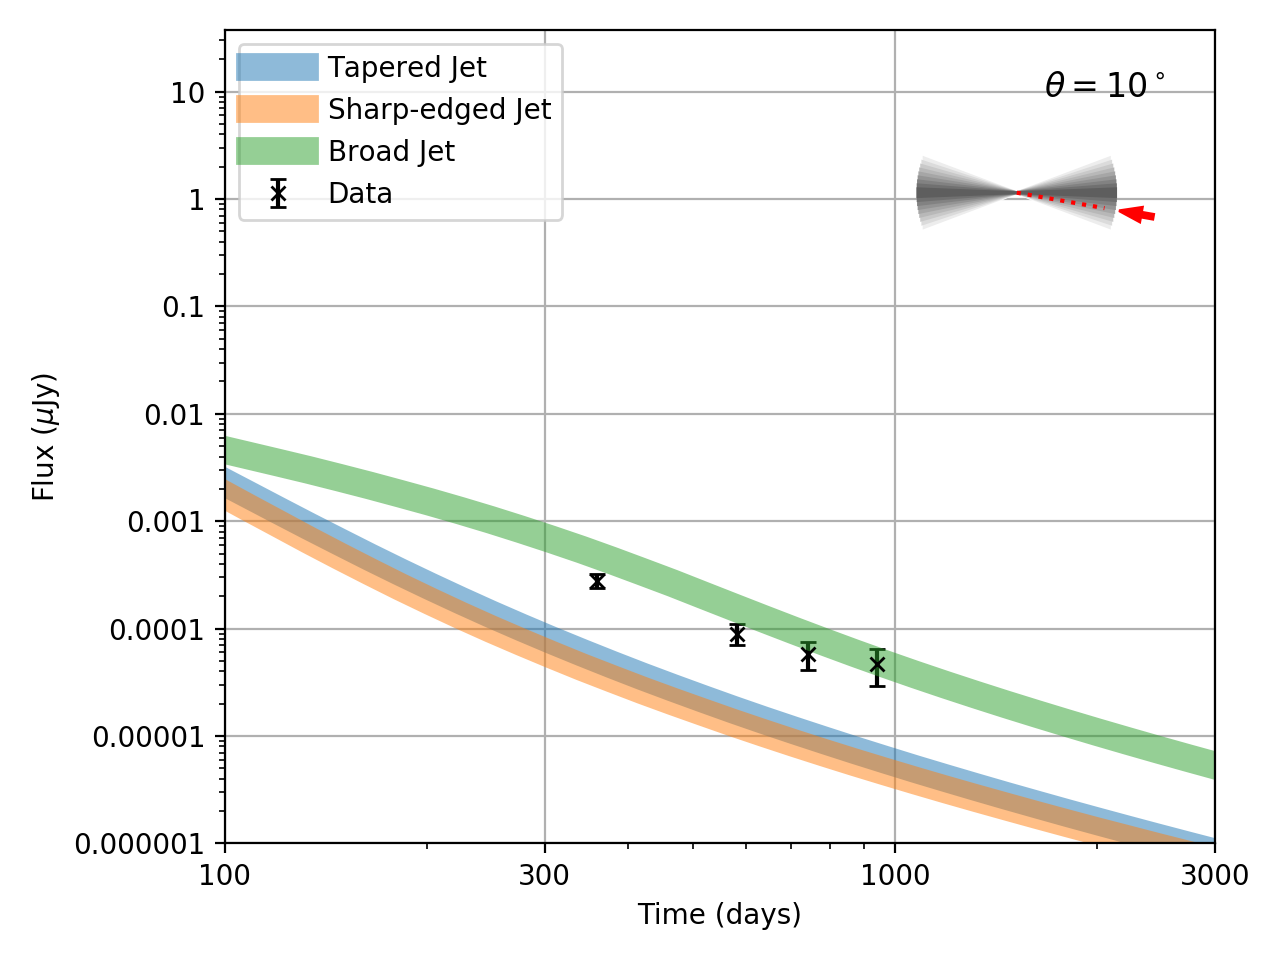 Tapered Jet
Sharp-edged Jet
Broad Jet
Data
θ = 10°
10
1
0.1
0.01
0.001
0.0001
0.00001
0.000001
Flux (μJy)
100
300
1000
3000
Time (days)